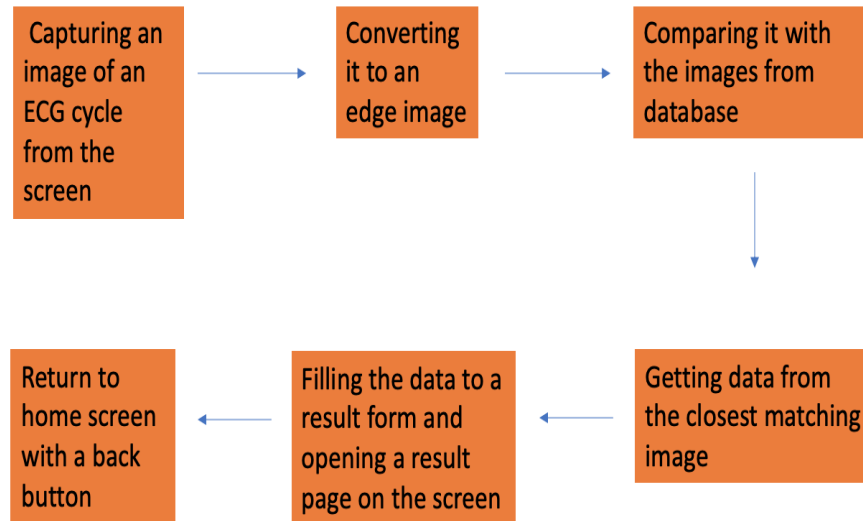 Capturing an
image of an
ECG cycle
from the
screen
Converting
it to an
edge image
Comparing it with
the images from
database
Getting data from
the closest matching
image
Filling the data to a
result form and
opening a result
page on the screen
Return to
home screen
with a back
button